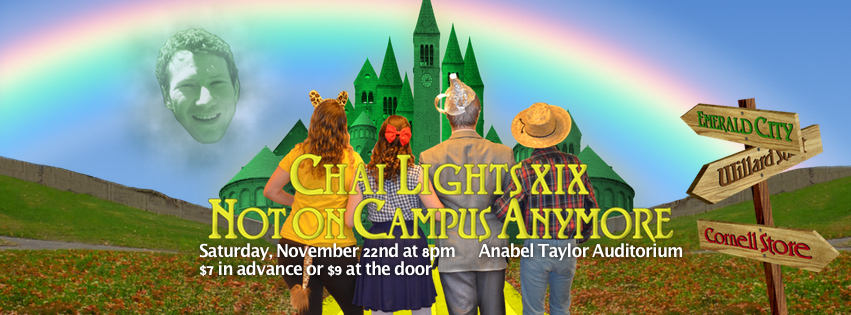 EMERALD CITY
Willard
Cornell Store
CHAI LIGHTS XIX
NOT ON CAMPUS ANYMORE
Saturday, November 22nd at 8pm Anabel Taylor Auditorium
$7 in advance or $9 at the door